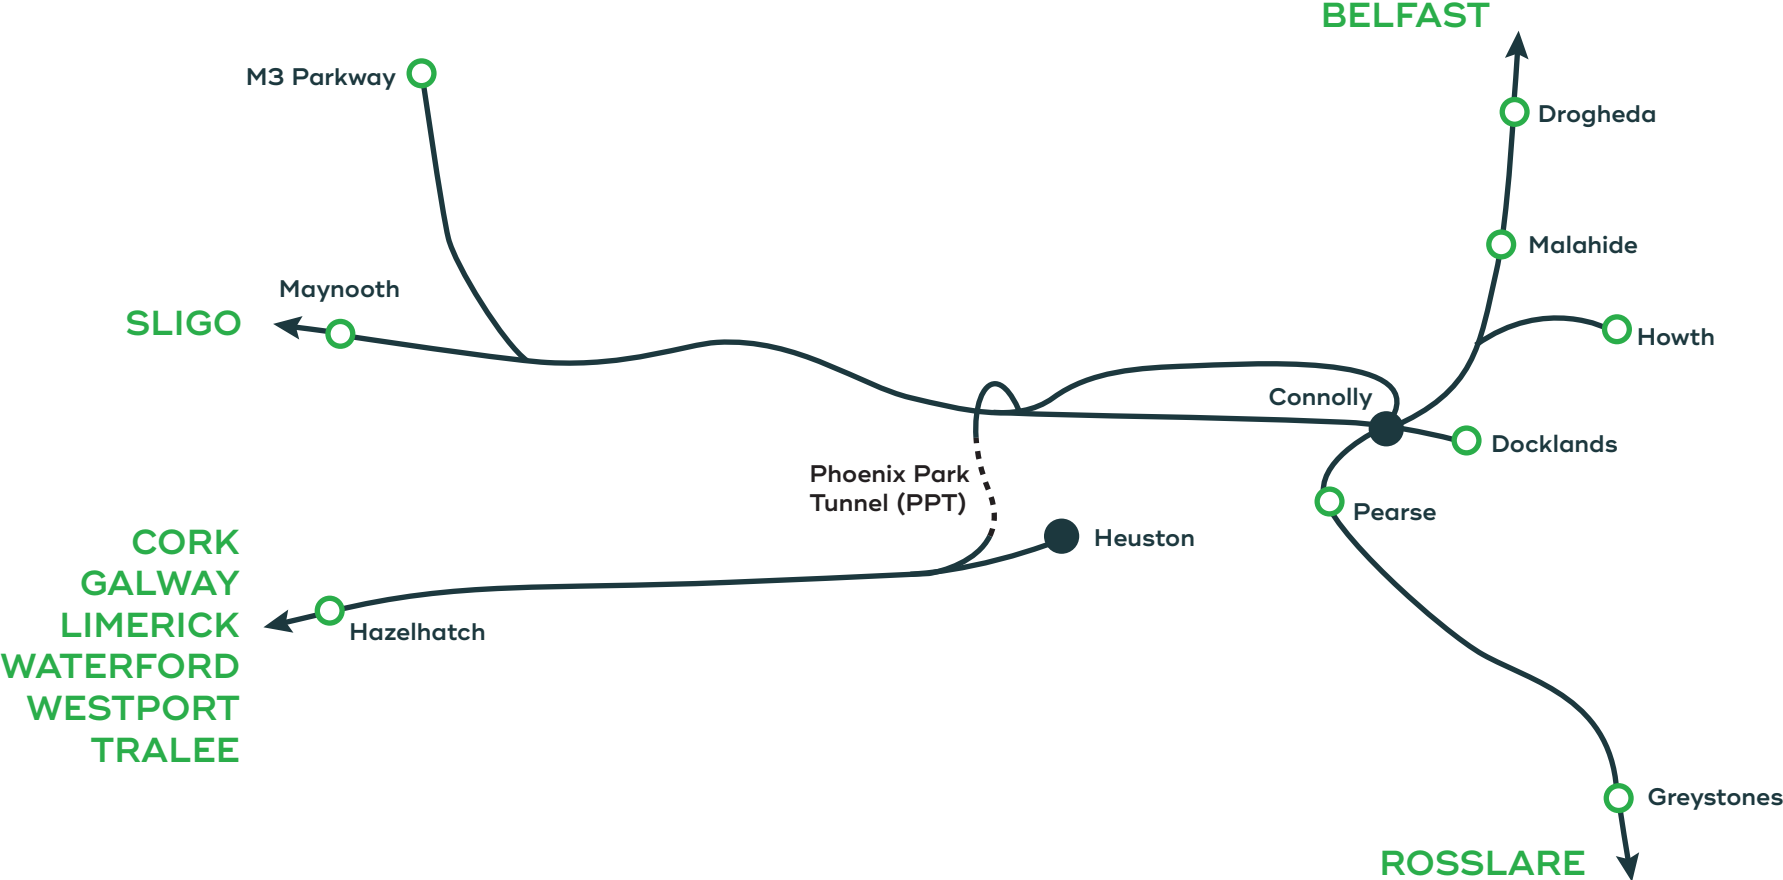 BELFAST
M3 Parkway
Drogheda
Malahide
Maynooth
SLIGO
Howth
Connolly
Docklands
Phoenix Park
Tunnel (PPT)
Pearse
Heuston
CORK
GALWAY
LIMERICK
WATERFORD
WESTPORT
TRALEE
Hazelhatch
Greystones
ROSSLARE